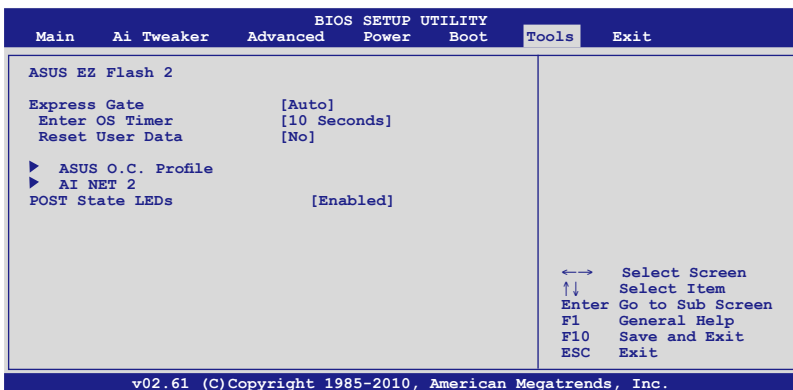 BIOS SETUP UTILITY
Main Ai Tweaker Advanced Power Boot Tools Exit
ASUS EZ Flash 2
Express Gate [Auto]
Enter OS Timer [10 Seconds]
Reset User Data [No]
ASUS O.C. Profile
AI NET 2
POST State LEDs [Enabled]
←→ Select Screen
↑↓ Select Item
Enter Go to Sub Screen
F1 General Help
F10 Save and Exit
ESC Exit
v02.61 (C)Copyright 1985-2010, American Megatrends, Inc.